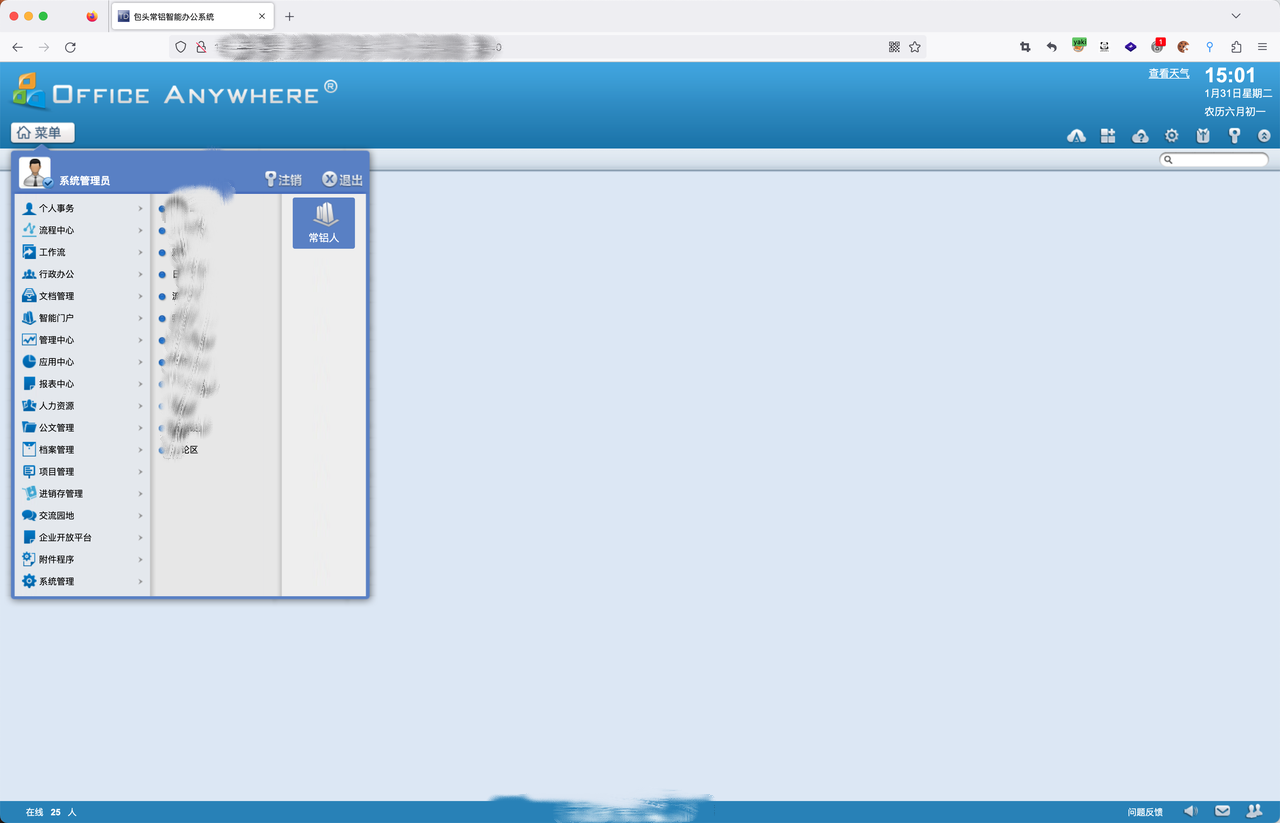 包头常铝智能办公系统
yaki
1
OFFICE ANYWHERE®
查看天气
15:01
1月31日星期二
农历六月初一
菜单
系统管理员
注销
退出
个人事务
流程中心
工作流
行政办公
文档管理
智能门户
管理中心
应用中心
报表中心
人力资源
公文管理
档案管理
项目管理
进销存管理
交流园地
企业开放平台
附件程序
系统管理
日
论区
常铝人
在线 25 人
问题反馈